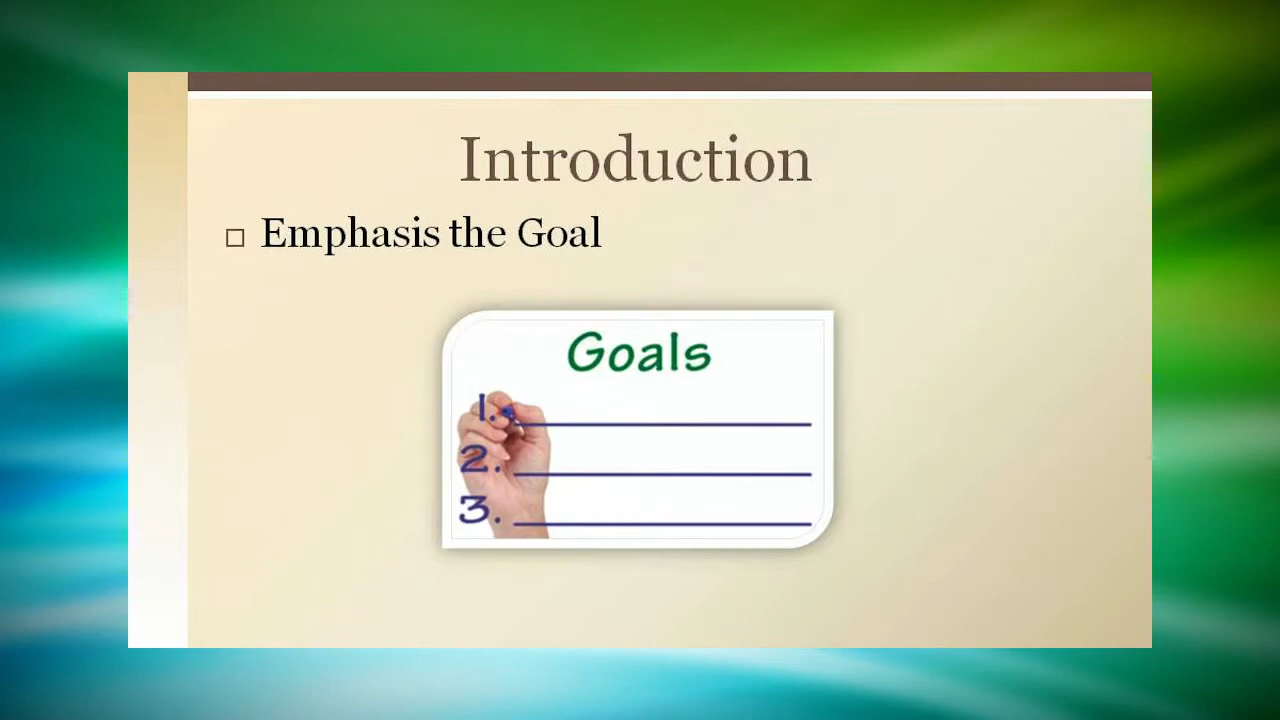 Introduction
Emphasis the Goal
Goals
1.
2.
3.